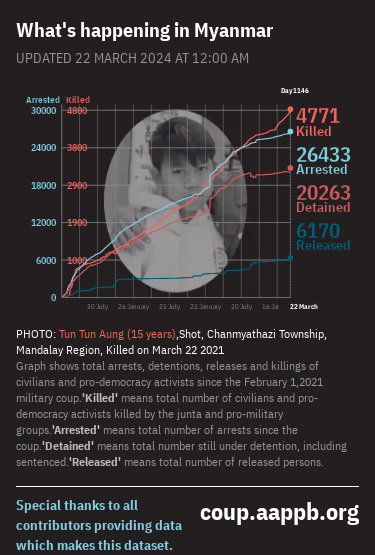 What's happening in Myanmar
UPDATED 22 MARCH 2024 AT 12:00 AM
Day1146
Arrested Killed
30000 4800
24000 3800
18000 2900
12000 1900
6000 1000
0
4771
Killed
26433
Arrested
20263
Detained
6170
Released
30 July 26 January 25 July 21 January 20 July 16 Jan 22 March
PHOTO: Tun Tun Aung (15 years),Shot, Chanmyathazi Township,
Mandalay Region, Killed on March 22 2021
Graph shows total arrests, detentions, releases and killings of
civilians and pro-democracy activists since the February 1,2021
military coup.'Killed' means total number of civilians and pro-
democracy activists killed by the junta and pro-military
groups.'Arrested' means total number of arrests since the
coup.'Detained' means total number still under detention, including
sentenced.'Released' means total number of released persons.
Special thanks to all
contributors providing data
which makes this dataset.
coup.aappb.org